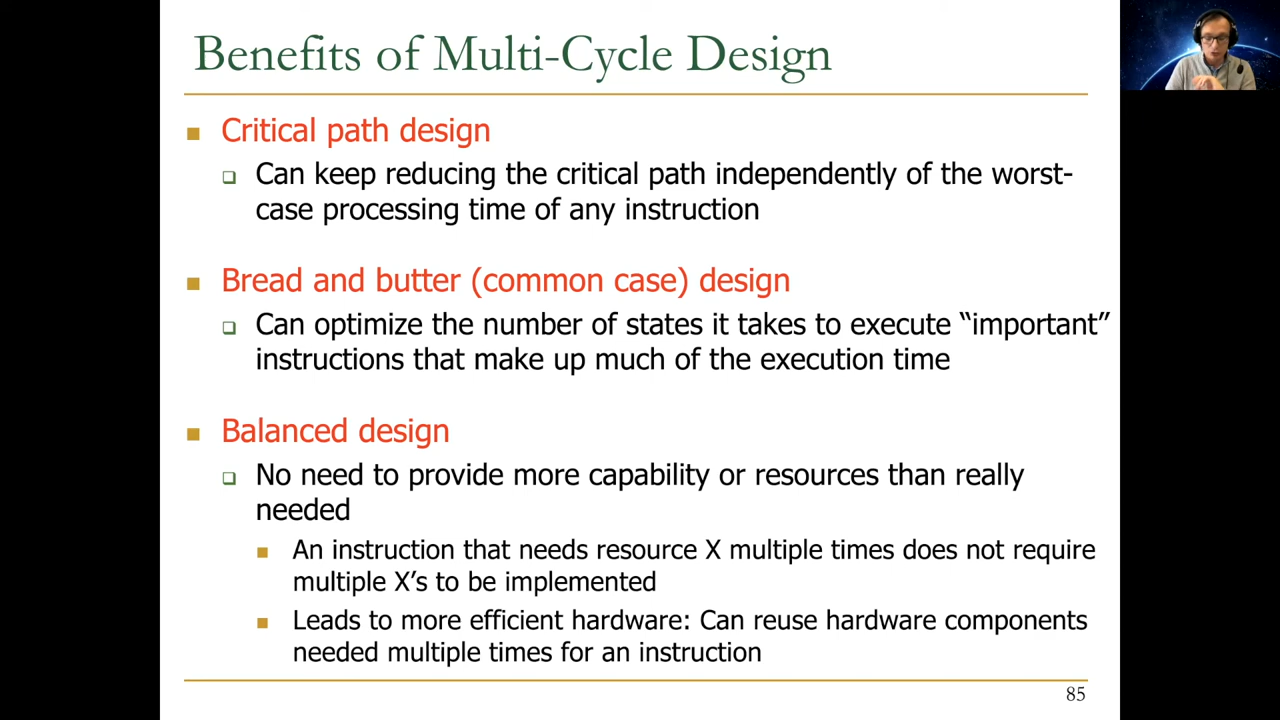 Benefits of Multi-Cycle Design
Critical path design
Can keep reducing the critical path independently of the worst-
case processing time of any instruction
Bread and butter (common case) design
Can optimize the number of states it takes to execute “important”
instructions that make up much of the execution time
Balanced design
No need to provide more capability or resources than really
needed
An instruction that needs resource X multiple times does not require
multiple X’s to be implemented
Leads to more efficient hardware: Can reuse hardware components
needed multiple times for an instruction
85